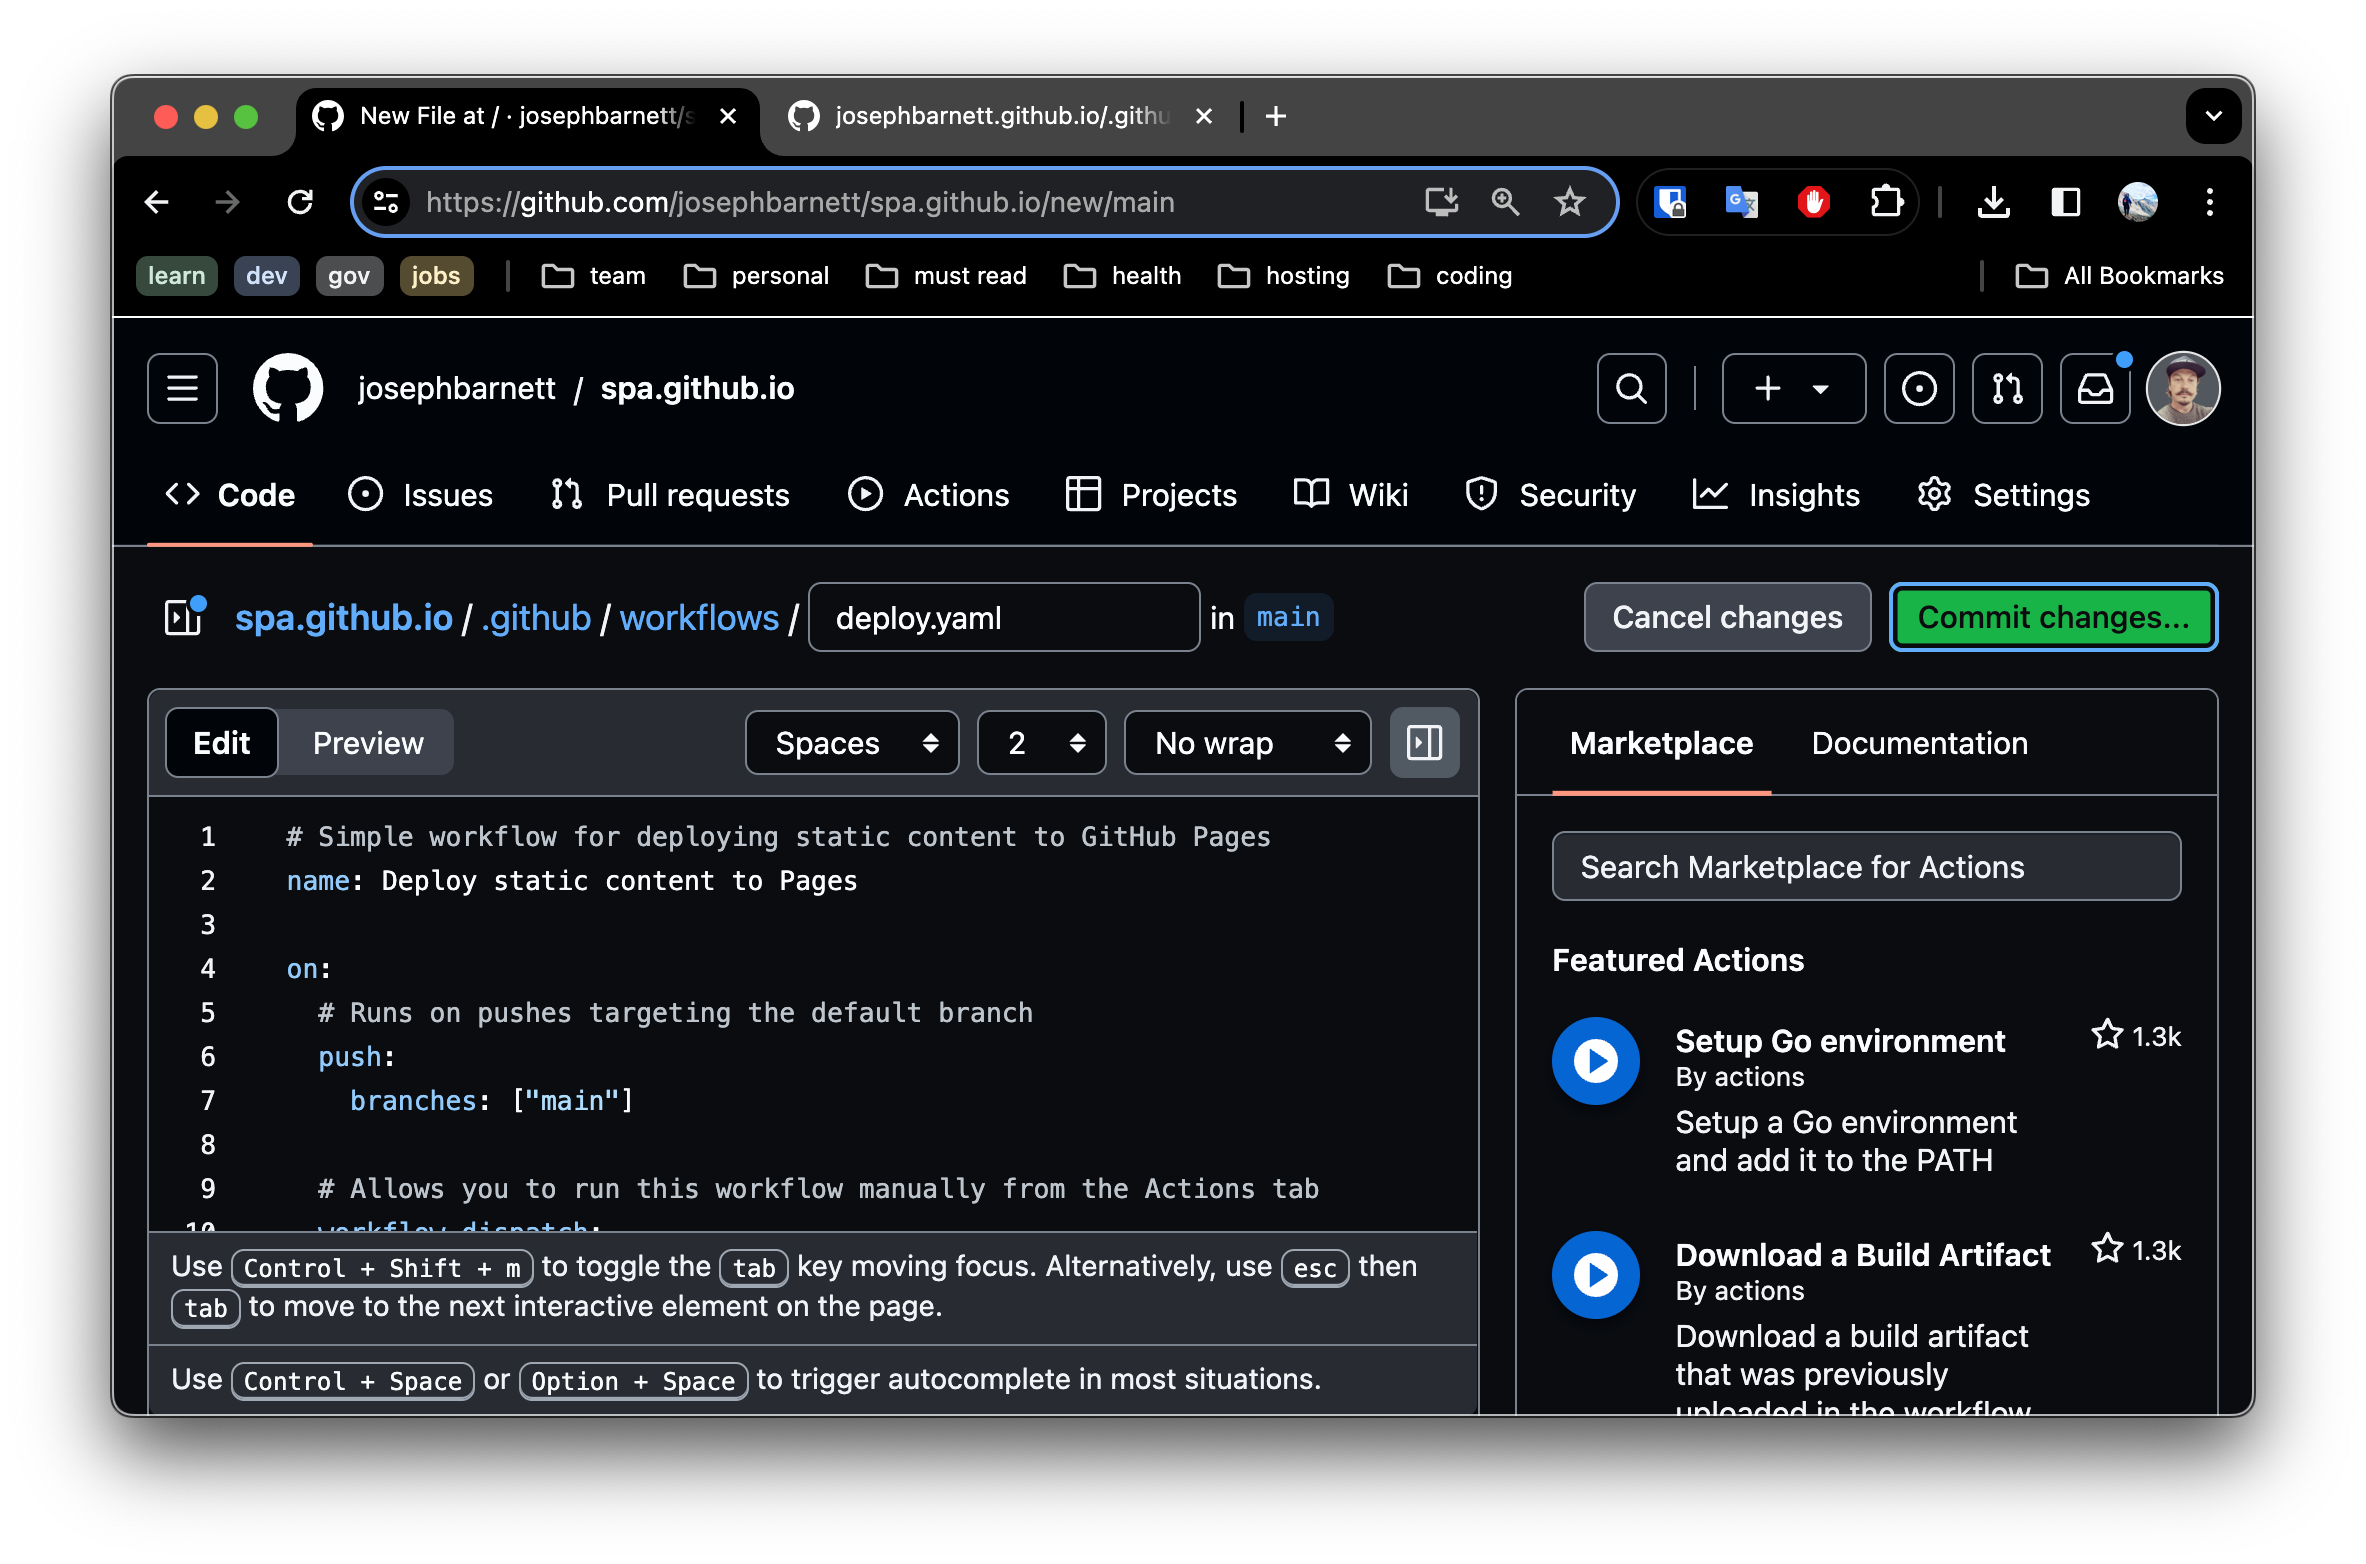 New File at / · josephbarnett/s
josephbarnett.github.io/.githu
https://github.com/josephbarnett/spa.github.io/new/main
learn dev gov jobs team personal must read health hosting coding All Bookmarks
josephbarnett / spa.github.io
Code Issues Pull requests Actions Projects Wiki Security Insights Settings
spa.github.io / .github / workflows / deploy.yaml in main Cancel changes Commit changes...
Edit Preview Spaces 2 No wrap
1 # Simple workflow for deploying static content to GitHub Pages
2 name: Deploy static content to Pages
3
4 on:
5 # Runs on pushes targeting the default branch
6 push:
7 branches: ["main"]
8
9 # Allows you to run this workflow manually from the Actions tab
10 workflow_dispatch:
Use Control + Shift + m to toggle the tab key moving focus. Alternatively, use esc then
tab to move to the next interactive element on the page.
Use Control + Space or Option + Space to trigger autocomplete in most situations.
Marketplace Documentation
Search Marketplace for Actions
Featured Actions
Setup Go environment 1.3k
By actions
Setup a Go environment
and add it to the PATH
Download a Build Artifact 1.3k
By actions
Download a build artifact
that was previously
uploaded in the workflow